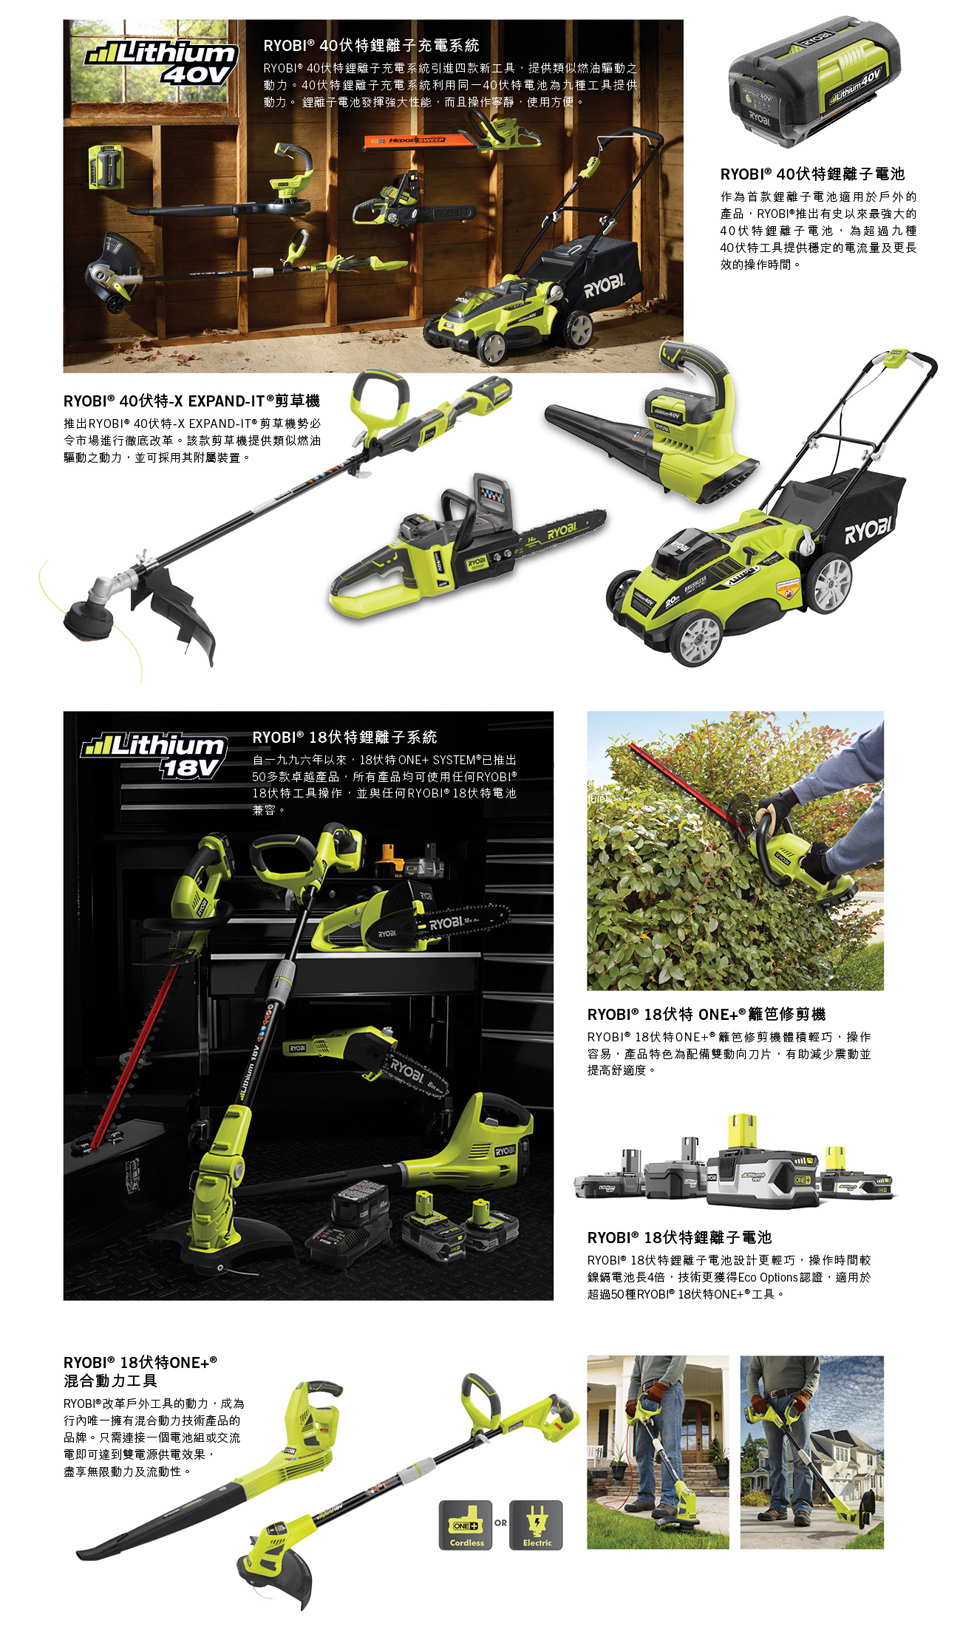 Lithium
40V
RYOBI® 40伏特鋰離子充電系統
RYOBI® 40伏特鋰離子充電系統引進四款新工具，提供類似燃油驅動之
動力。40伏特鋰離子充電系統利用同一40伏特電池為九種工具提供
動力。 鋰離子電池發揮強大性能，而且操作寧靜，使用方便。
HEDGE SWEEP
RYOBI
RYOBI
RYOBI
Lithium 40V
RYOBI
RYOBI® 40伏特鋰離子電池
作為首款鋰離子電池適用於戶外的
產品，RYOBI®推出有史以來最強大的
40伏特鋰離子電池，為超過九種
40伏特工具提供穩定的電流量及更長
效的操作時間。
RYOBI® 40伏特-X EXPAND-IT®剪草機
推出RYOBI® 40伏特-X EXPAND-IT®剪草機勢必
令市場進行徹底改革。該款剪草機提供類似燃油
驅動之動力，並可採用其附屬裝置。
RYOBI
RYOBI
RYOBI
RYOBI
BRUSHLESS
20
Lithium
18V
RYOBI® 18伏特鋰離子系統
自一九九六年以來，18伏特 ONE+ SYSTEM®已推出
50多款卓越產品，所有產品均可使用任何RYOBI®
18伏特工具操作，並與任何RYOBI® 18伏特電池
兼容。
RYOBI
RYOBI
RYOBI
Lithium 18V
RYOBI
RYOBI
RYOBI
RYOBI® 18伏特 ONE+®籬笆修剪機
RYOBI® 18伏特ONE+®籬笆修剪機體積輕巧，操作
容易，產品特色為配備雙動向刀片，有助減少震動並
提高舒適度。
ONE+
RYOBI® 18伏特鋰離子電池
RYOBI® 18伏特鋰離子電池設計更輕巧，操作時間較
鎳鎘電池長4倍，技術更獲得Eco Options認證，適用於
超過50種RYOBI® 18伏特ONE+®工具。
RYOBI® 18伏特ONE+®
混合動力工具
RYOBI®改革戶外工具的動力，成為
行內唯一擁有混合動力技術產品的
品牌。只需連接一個電池組或交流
電即可達到雙電源供電效果，
盡享無限動力及流動性。
ONE+
Cordless
OR
Electric